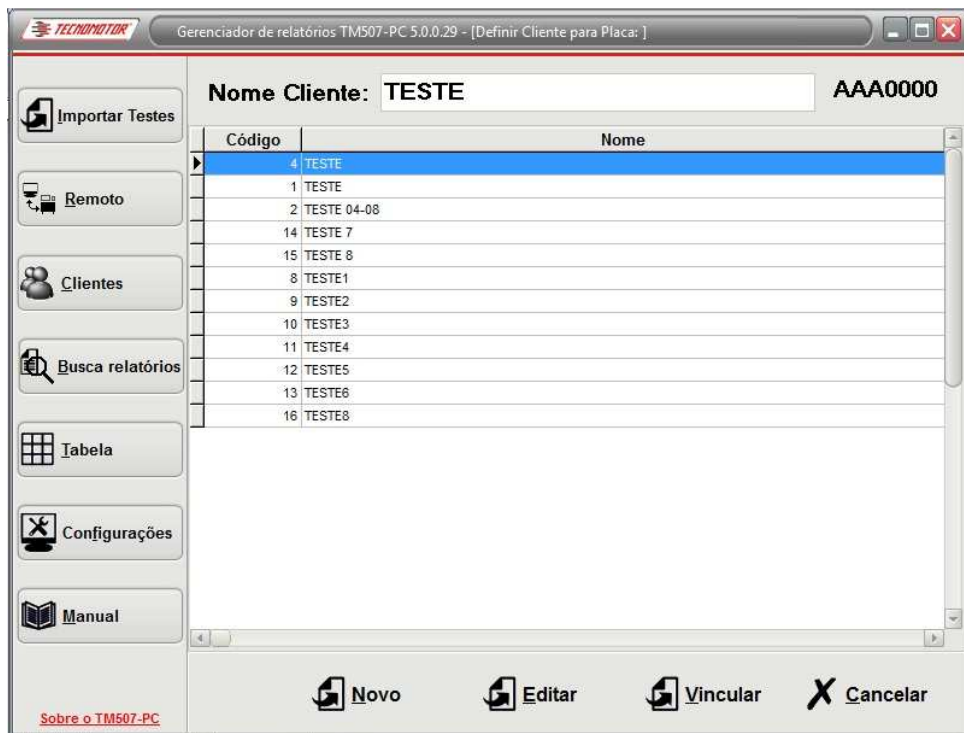 TECNOMOTOR
Gerenciador de relatórios TM507-PC 5.0.0.29 - [Definir Cliente para Placa: ]
Importar Testes
Remoto
Clientes
Busca relatórios
Tabela
Configurações
Manual
Sobre o TM507-PC
Nome Cliente: TESTE AAA0000
Código Nome
4 TESTE
1 TESTE
2 TESTE 04-08
14 TESTE 7
15 TESTE 8
8 TESTE1
9 TESTE2
10 TESTE3
11 TESTE4
12 TESTE5
13 TESTE6
16 TESTE8
Novo Editar Vincular Cancelar